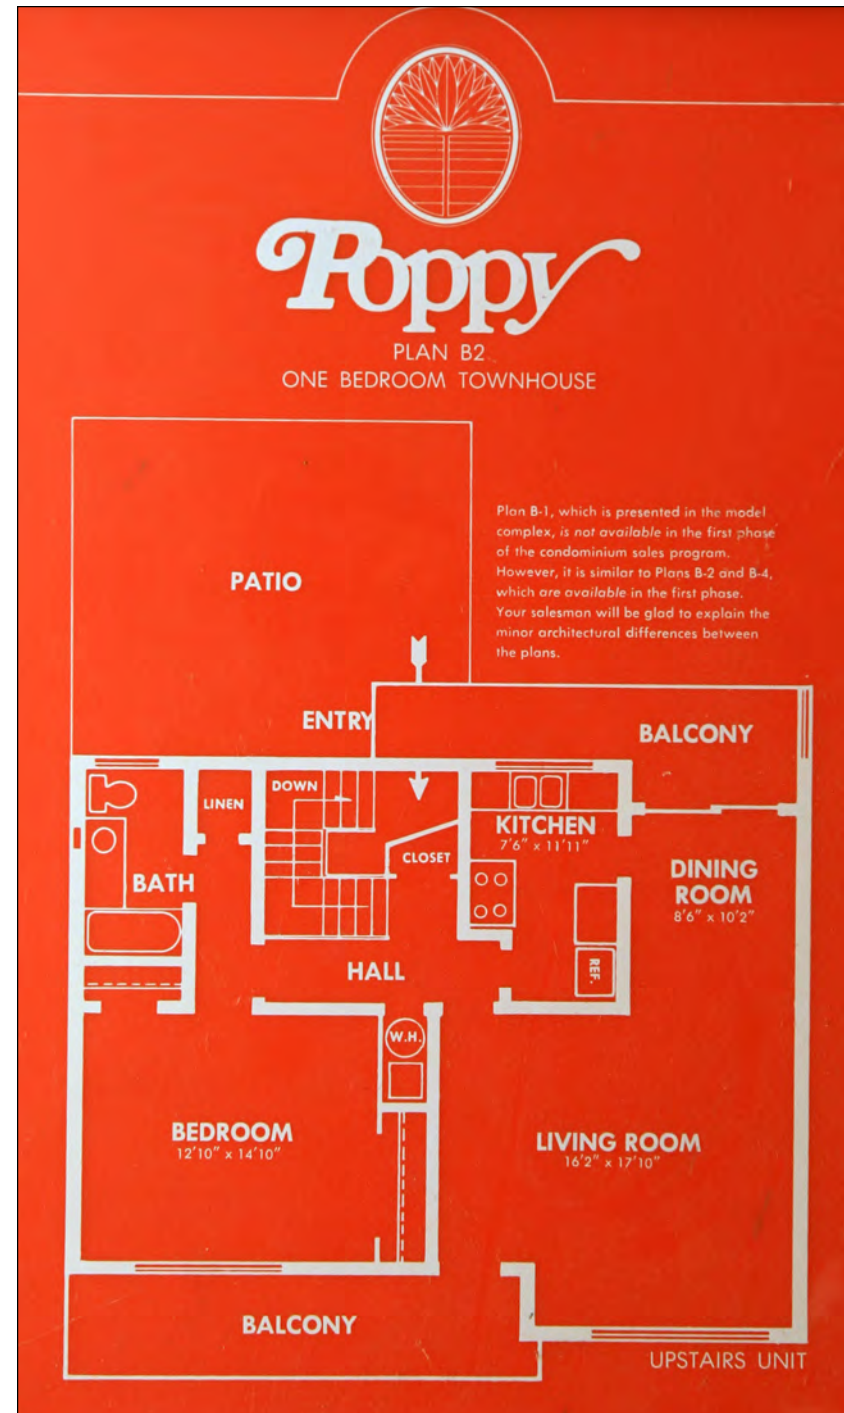 Poppy
PLAN B2
ONE BEDROOM TOWNHOUSE
Plan B-1, which is presented in the model
complex, is not available in the first phase
of the condominium sales program.
However, it is similar to Plans B-2 and B-4,
which are available in the first phase.
Your salesman will be glad to explain the
minor architectural differences between
the plans.
PATIO
ENTRY
BALCONY
DOWN
LINEN
KITCHEN
7'6" x 11'11"
CLOSET
DINING
ROOM
8'6" x 10'2"
BATH
HALL
REF.
W.H.
BEDROOM
12'10" x 14'10"
LIVING ROOM
16'2" x 17'10"
BALCONY
UPSTAIRS UNIT